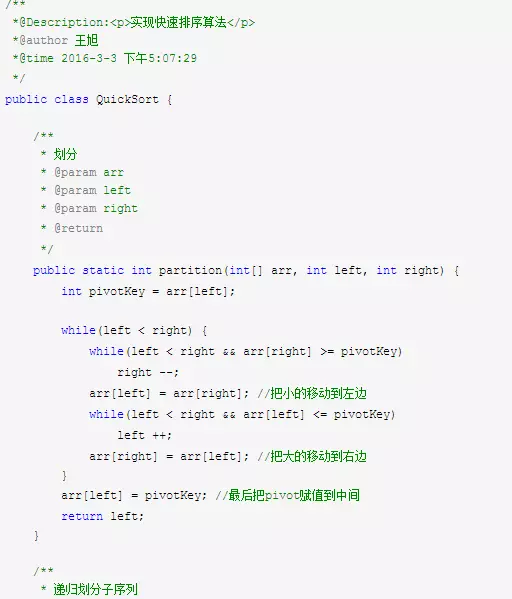 /**
 *@Description:<p>实现快速排序算法</p>
 *@author 王旭
 *@time 2016-3-3 下午5:07:29
 */
public class QuickSort {
    /**
     * 划分
     * @param arr
     * @param left
     * @param right
     * @return
     */
    public static int partition(int[] arr, int left, int right) {
        int pivotKey = arr[left];
        while(left < right) {
            while(left < right && arr[right] >= pivotKey)
                right --;
            arr[left] = arr[right]; //把小的移动到左边
            while(left < right && arr[left] <= pivotKey)
                left ++;
            arr[right] = arr[left]; //把大的移动到右边
        }
        arr[left] = pivotKey; //最后把pivot赋值到中间
        return left;
    }
    /**
     * 递归划分子序列